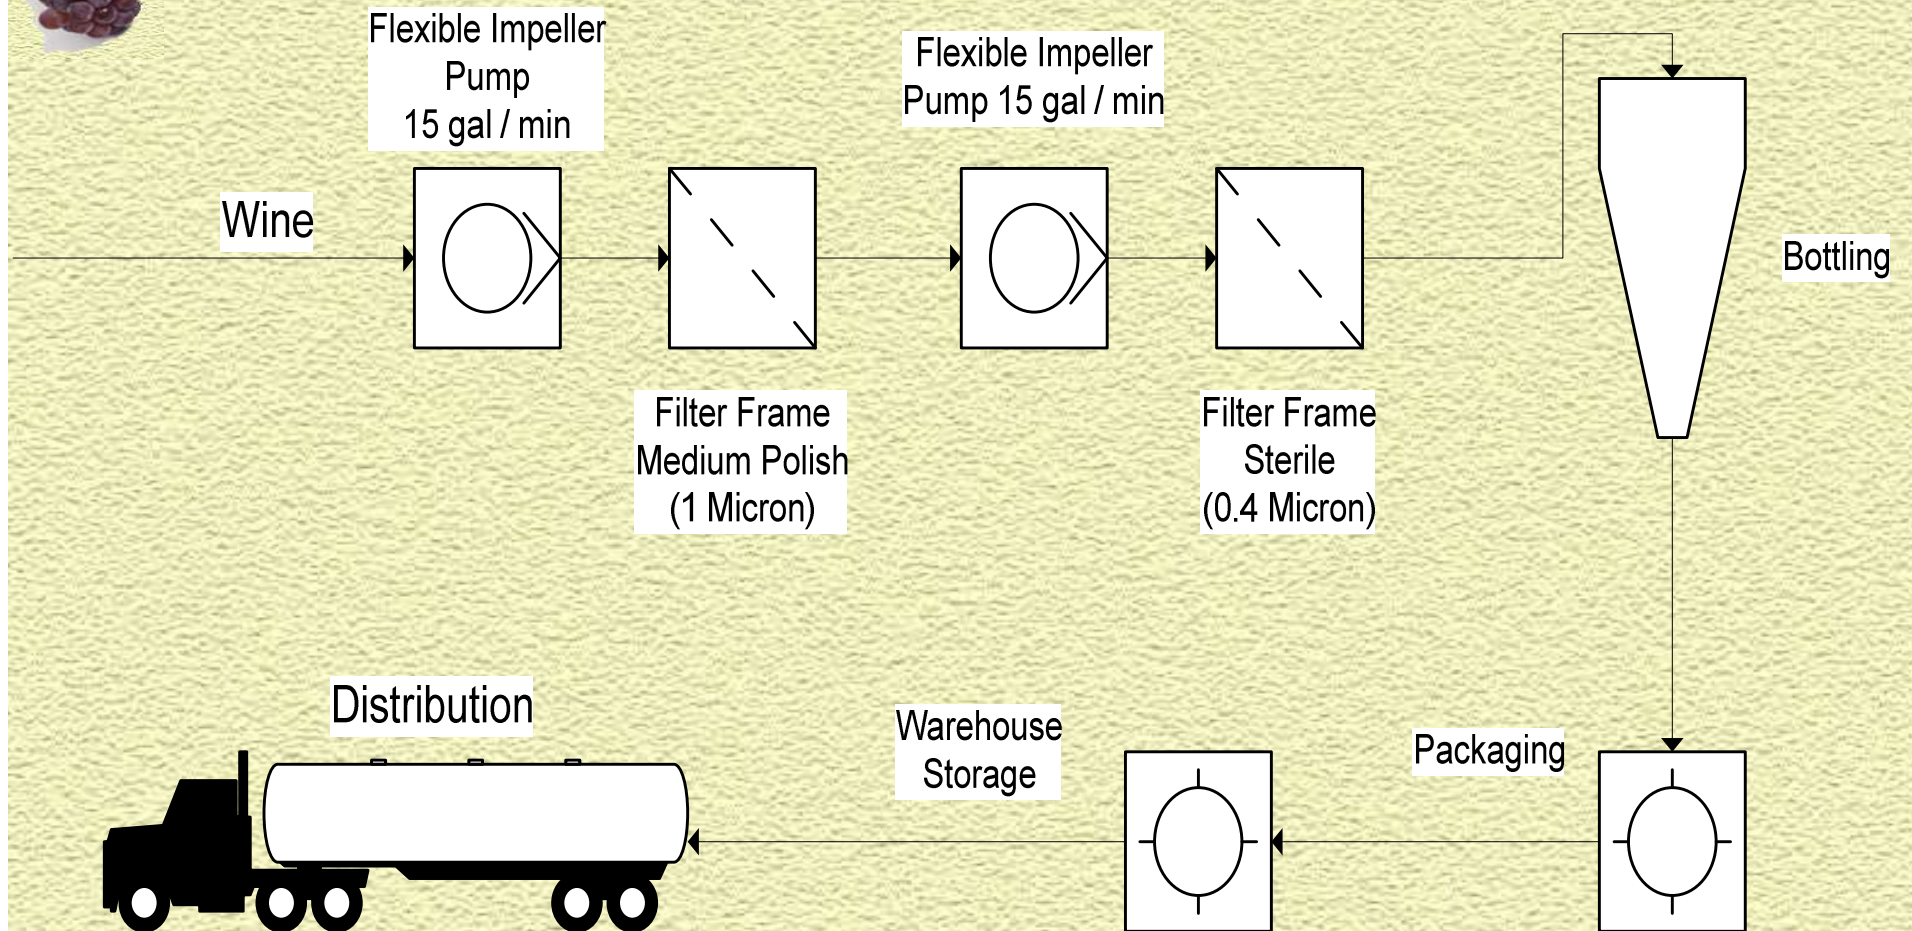 Flexible Impeller
Pump
15 gal / min
Flexible Impeller
Pump 15 gal / min
Wine
Bottling
Filter Frame
Medium Polish
(1 Micron)
Filter Frame
Sterile
(0.4 Micron)
Distribution
Warehouse
Storage
Packaging